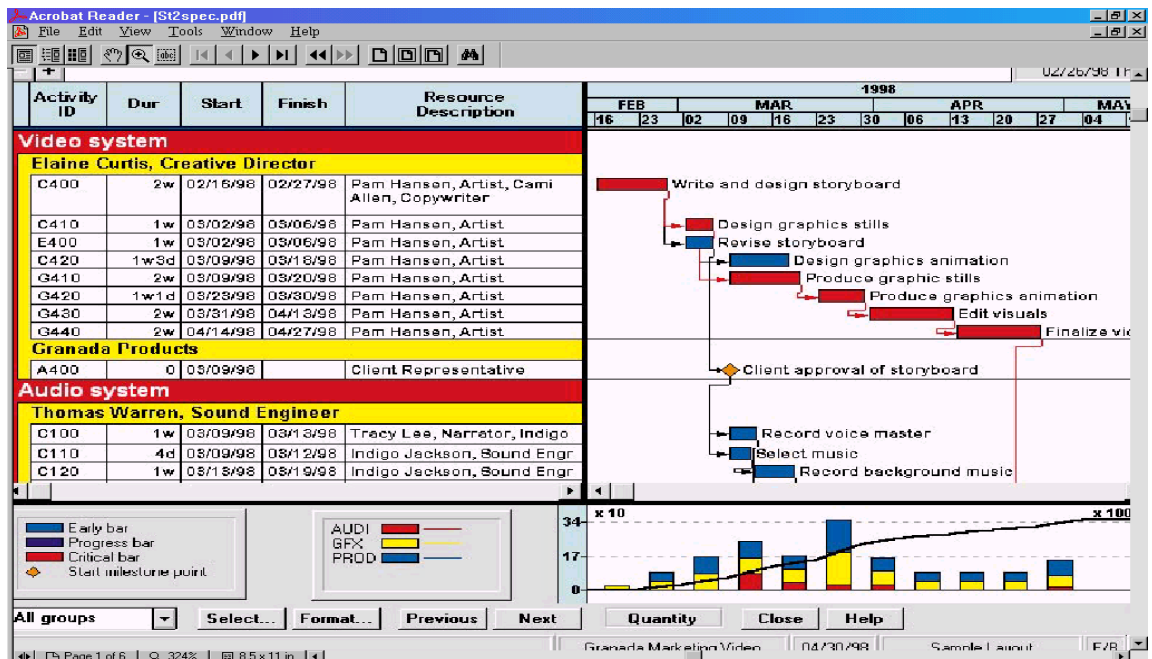 Acrobat Reader - [St2spec.pdf]
File Edit View Tools Window Help
02/26/98
Activity ID Dur Start Finish Resource Description
1998
FEB MAR APR MAY
16 23 02 09 16 23 30 06 13 20 27 04
Video system
Elaine Curtis, Creative Director
C400 2w 02/16/98 02/27/98 Pam Hansen, Artist, Cami Write and design storyboard
Allen, Copywriter
C410 1w 03/02/98 03/06/98 Pam Hansen, Artist Design graphics stills
E400 1w 03/02/98 03/06/98 Pam Hansen, Artist Revise storyboard
C420 1w3d 03/09/98 03/18/98 Pam Hansen, Artist Design graphics animation
G410 2w 03/09/98 03/20/98 Pam Hansen, Artist Produce graphic stills
G420 1w1d 03/23/98 03/30/98 Pam Hansen, Artist Produce graphics animation
G430 2w 03/31/98 04/13/98 Pam Hansen, Artist Edit visuals
G440 2w 04/14/98 04/27/98 Pam Hansen, Artist Finalize vid
Granada Products
A400 0 03/09/98 Client Representative Client approval of storyboard
Audio system
Thomas Warren, Sound Engineer
C100 1w 03/09/98 03/13/98 Tracy Lee, Narrator, Indigo Record voice master
C110 4d 03/09/98 03/12/98 Indigo Jackson, Sound Engr Select music
C120 1w 03/13/98 03/19/98 Indigo Jackson, Sound Engr Record background music
Early bar
Progress bar
Critical bar
Start milestone point
AUDI
GFX
PROD
x 10 x 100
34
17
0
All groups Select... Format... Previous Next Quantity Close Help
Granada Marketing Video 04/30/98 Sample Layout E/B
Page 1 of 6 324% 8.5 x 11 in